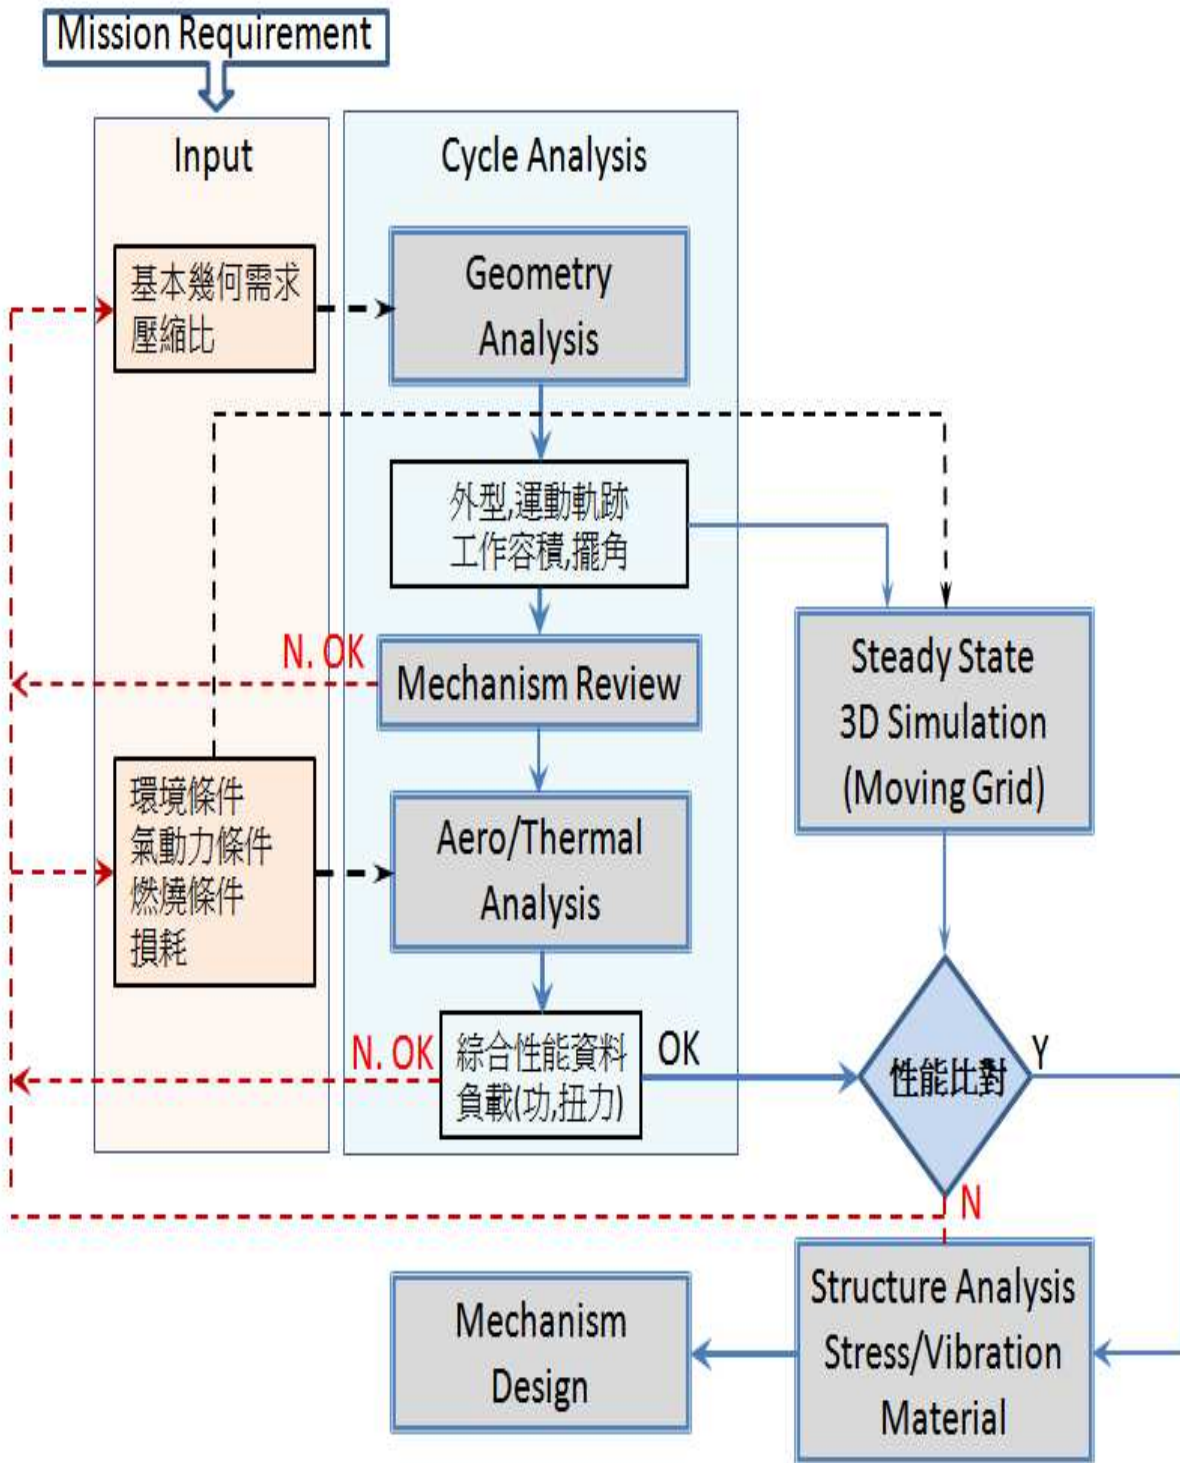 Mission Requirement
Input
Cycle Analysis
基本幾何需求
壓縮比
Geometry
Analysis
外型,運動軌跡
工作容積,擺角
N. OK
Mechanism Review
Steady State
3D Simulation
(Moving Grid)
環境條件
氣動力條件
燃燒條件
損耗
Aero/Thermal
Analysis
N. OK
綜合性能資料
負載(功,扭力)
OK
性能比對
Y
N
Structure Analysis
Stress/Vibration
Material
Mechanism
Design